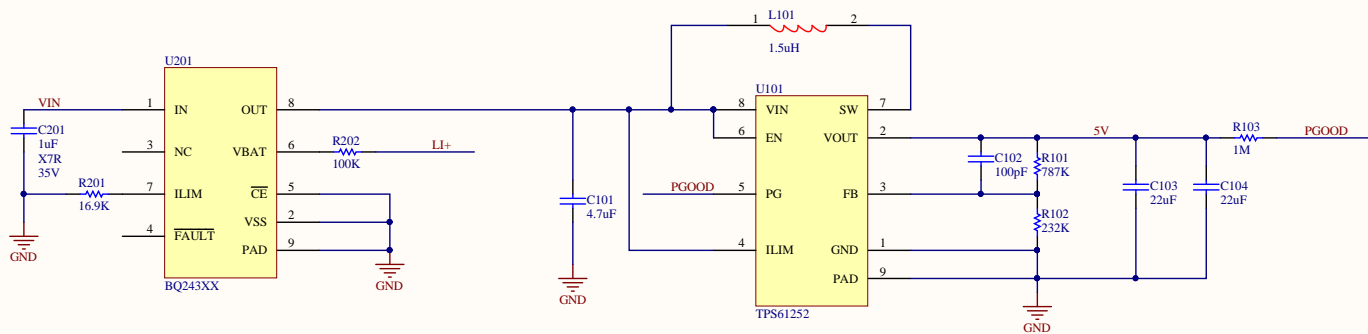 L101
1
2
1.5uH
U201
VIN
1
IN
OUT
8
C201
1uF
X7R
35V
3
NC
VBAT
6
R202
100K
LI+
R201
16.9K
7
ILIM
CE
5
VSS
2
4
FAULT
PAD
9
GND
GND
BQ243XX
C101
4.7uF
GND
U101
8
VIN
SW
7
6
EN
VOUT
2
5V
R103
1M
PGOOD
C102
100pF
R101
787K
PGOOD
5
PG
FB
3
C103
22uF
C104
22uF
R102
232K
4
ILIM
GND
1
PAD
9
TPS61252
GND